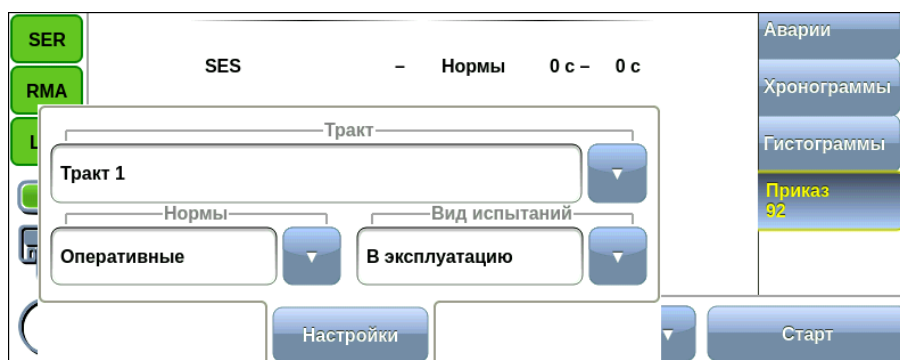 SER
Аварии
SES – Нормы 0 с – 0 с
RMA
Хронограммы
Тракт
L
Гистограммы
Тракт 1
Приказ
92
Нормы
Вид испытаний
Оперативные
В эксплуатацию
Настройки
Старт